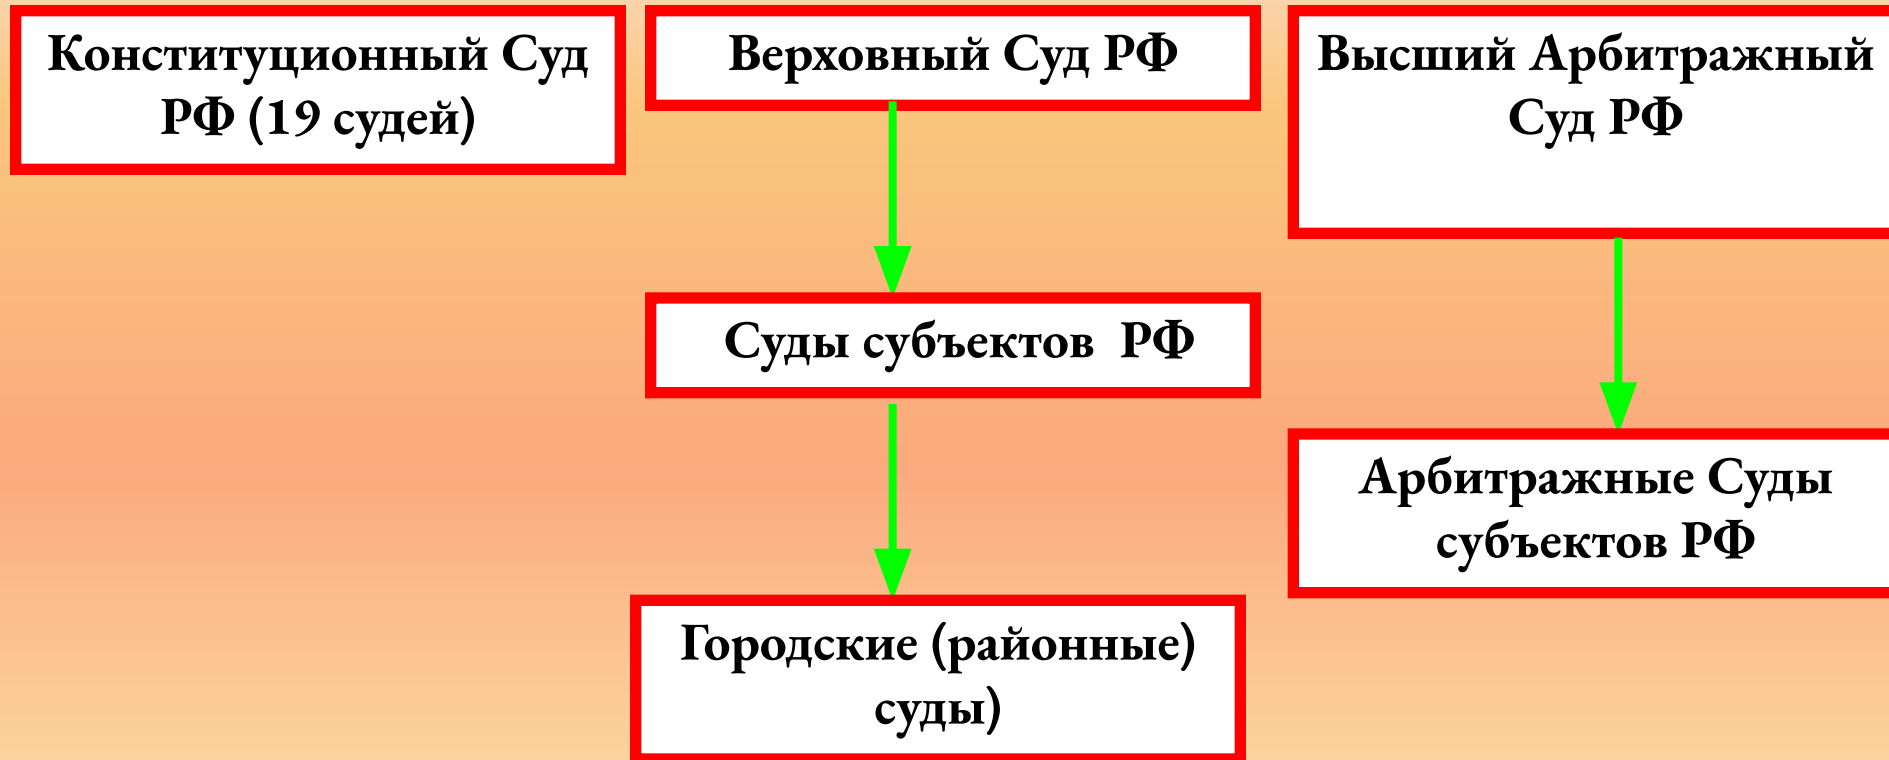 Конституционный Суд
РФ (19 судей)
Верховный Суд РФ
Высший Арбитражный
Суд РФ
Суды субъектов РФ
Арбитражные Суды
субъектов РФ
Городские (районные)
суды)